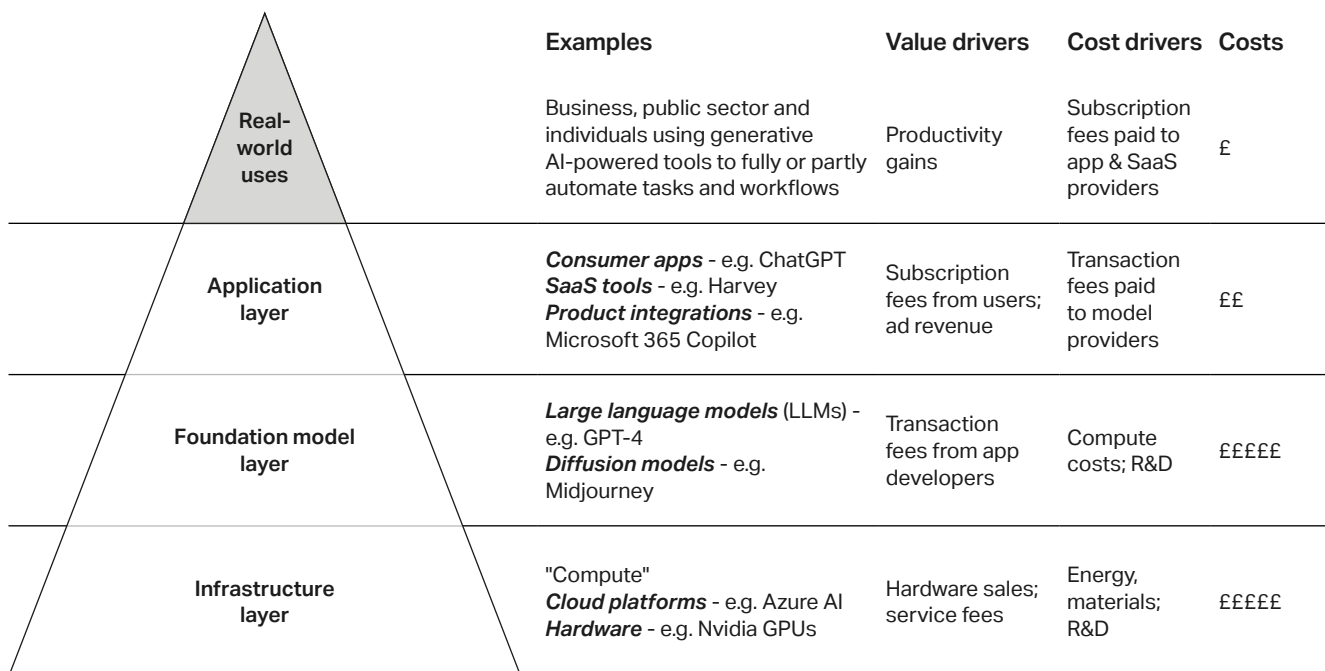 Examples
Value drivers
Cost drivers
Costs
Real-
world
uses
Business, public sector and
individuals using generative
AI-powered tools to fully or partly
automate tasks and workflows
Productivity
gains
Subscription
fees paid to
app & SaaS
providers
£
Application
layer
Consumer apps - e.g. ChatGPT
SaaS tools - e.g. Harvey
Product integrations - e.g.
Microsoft 365 Copilot
Subscription
fees from users;
ad revenue
Transaction
fees paid
to model
providers
££
Foundation model
layer
Large language models (LLMs) -
e.g. GPT-4
Diffusion models - e.g.
Midjourney
Transaction
fees from app
developers
Compute
costs; R&D
£££££
Infrastructure
layer
"Compute"
Cloud platforms - e.g. Azure AI
Hardware - e.g. Nvidia GPUs
Hardware sales;
service fees
Energy,
materials;
R&D
£££££